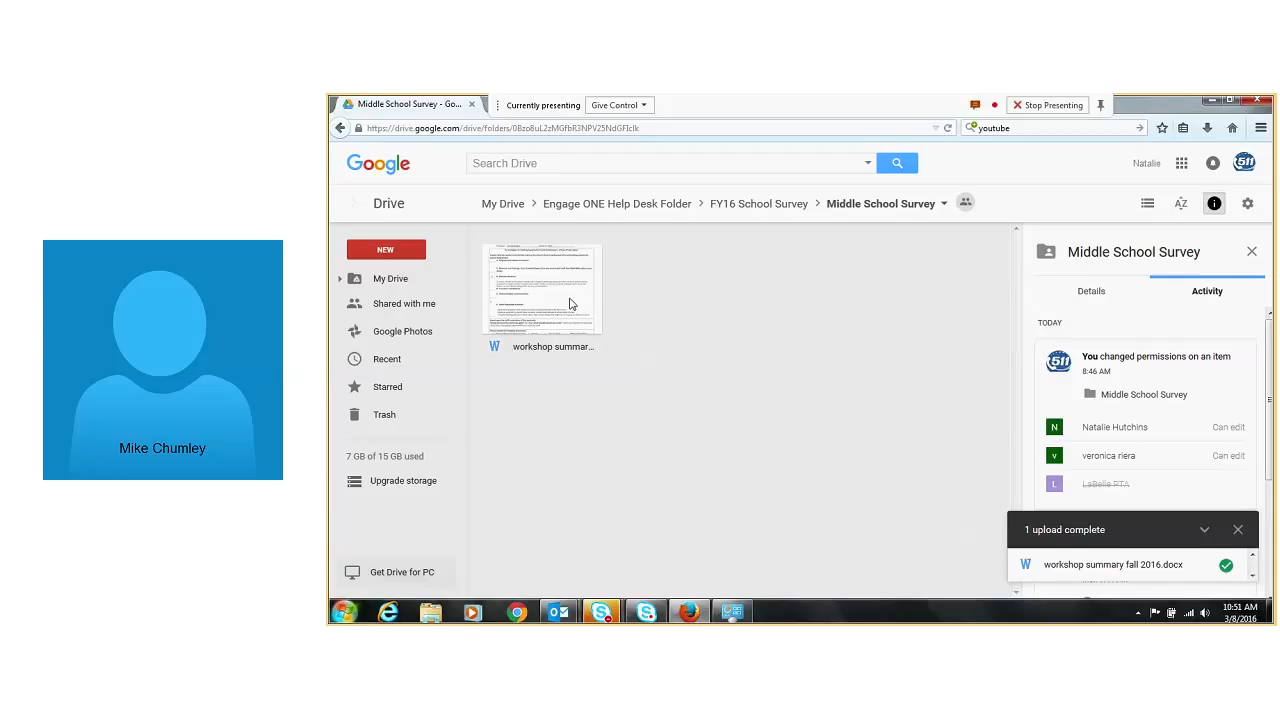 Mike Chumley
Middle School Survey - Go...
Currently presenting
Give Control
Stop Presenting
https://drive.google.com/drive/folders/0Bzo8uL2zMGfbR3NPV25NdGFIclk
youtube
Google
Search Drive
Natalie
511
Drive
My Drive > Engage ONE Help Desk Folder > FY16 School Survey > Middle School Survey
AZ
NEW
My Drive
Shared with me
Google Photos
Recent
Starred
Trash
7 GB of 15 GB used
Upgrade storage
Get Drive for PC
W workshop summar...
Middle School Survey
Details
Activity
TODAY
511
You changed permissions on an item
8:46 AM
Middle School Survey
N Natalie Hutchins Can edit
v veronica riera Can edit
L LaBelle PTA
1 upload complete
W workshop summary fall 2016.docx
10:51 AM
3/8/2016